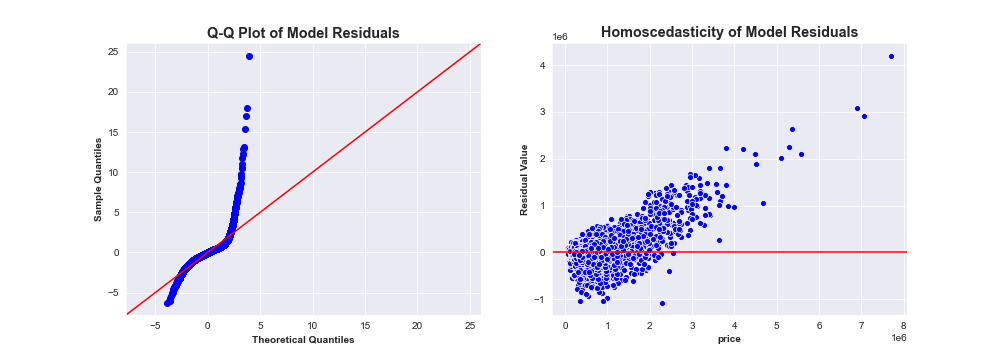 Q-Q Plot of Model Residuals
25
20
15
10
5
0
−5
Sample Quantiles
−5 0 5 10 15 20 25
Theoretical Quantiles
Homoscedasticity of Model Residuals
1e6
4
3
2
1
0
−1
Residual Value
0 1 2 3 4 5 6 7 8
price
1e6